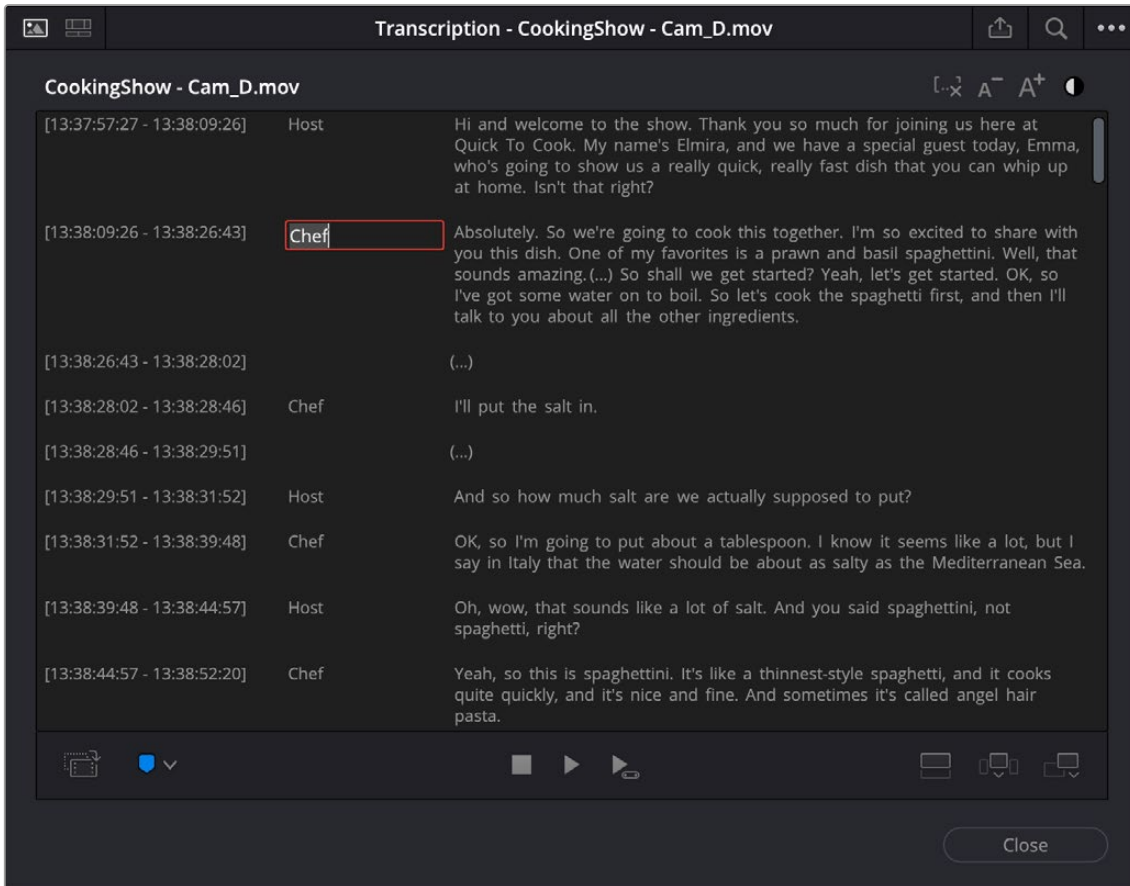 Transcription - CookingShow - Cam_D.mov
CookingShow - Cam_D.mov
[..x A- A+
[13:37:57:27 - 13:38:09:26] Host Hi and welcome to the show. Thank you so much for joining us here at
Quick To Cook. My name's Elmira, and we have a special guest today, Emma,
who's going to show us a really quick, really fast dish that you can whip up
at home. Isn't that right?
[13:38:09:26 - 13:38:26:43] Chef Absolutely. So we're going to cook this together. I'm so excited to share with
you this dish. One of my favorites is a prawn and basil spaghettini. Well, that
sounds amazing.(...) So shall we get started? Yeah, let's get started. OK, so
I've got some water on to boil. So let's cook the spaghetti first, and then I'll
talk to you about all the other ingredients.
[13:38:26:43 - 13:38:28:02] (...)
[13:38:28:02 - 13:38:28:46] Chef I'll put the salt in.
[13:38:28:46 - 13:38:29:51] (...)
[13:38:29:51 - 13:38:31:52] Host And so how much salt are we actually supposed to put?
[13:38:31:52 - 13:38:39:48] Chef OK, so I'm going to put about a tablespoon. I know it seems like a lot, but I
say in Italy that the water should be about as salty as the Mediterranean Sea.
[13:38:39:48 - 13:38:44:57] Host Oh, wow, that sounds like a lot of salt. And you said spaghettini, not
spaghetti, right?
[13:38:44:57 - 13:38:52:20] Chef Yeah, so this is spaghettini. It's like a thinnest-style spaghetti, and it cooks
quite quickly, and it's nice and fine. And sometimes it's called angel hair
pasta.
Close